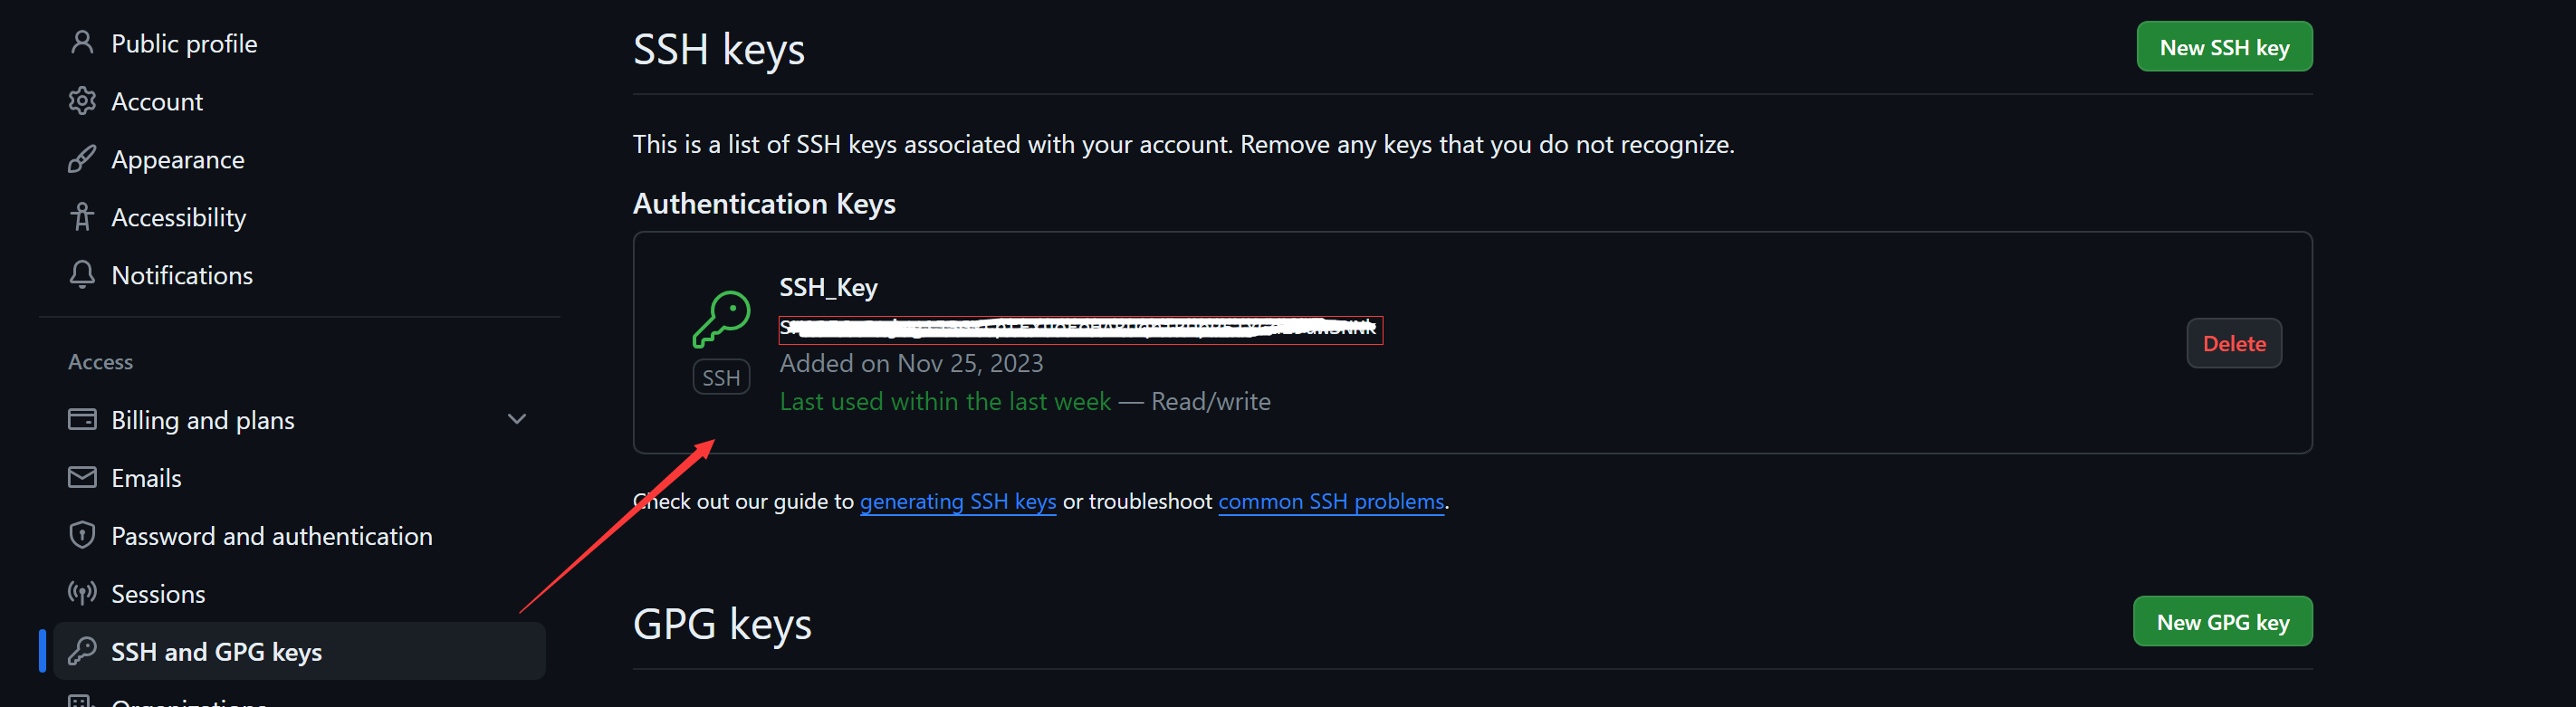 Public profile
Account
Appearance
Accessibility
Notifications
Access
Billing and plans
Emails
Password and authentication
Sessions
SSH and GPG keys
SSH keys
New SSH key
This is a list of SSH keys associated with your account. Remove any keys that you do not recognize.
Authentication Keys
SSH_Key
SSH
Added on Nov 25, 2023
Last used within the last week — Read/write
Delete
Check out our guide to generating SSH keys or troubleshoot common SSH problems.
GPG keys
New GPG key